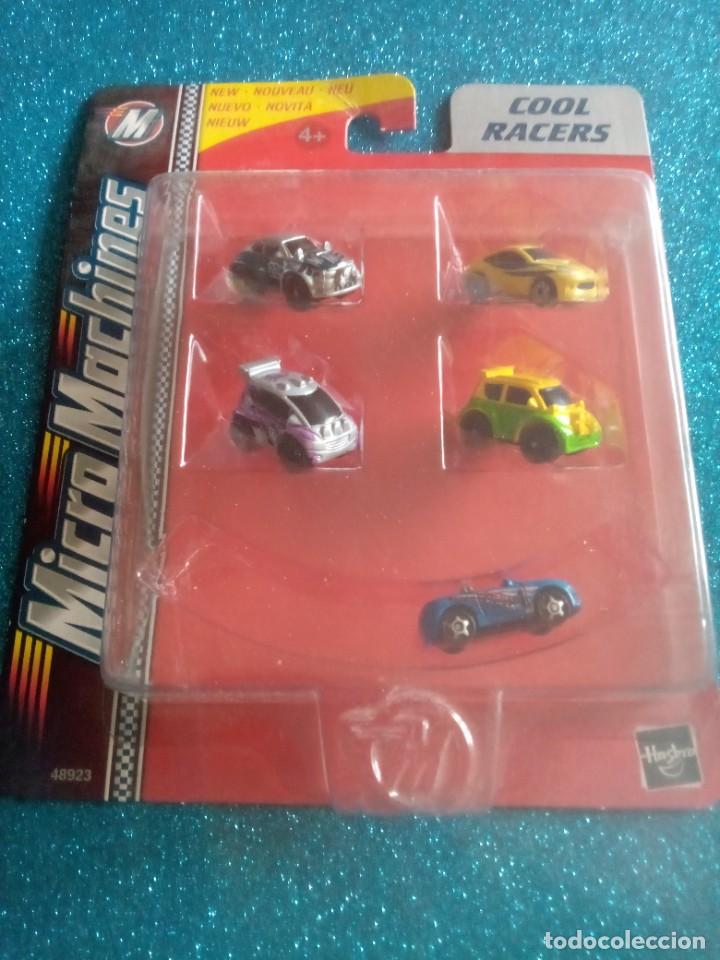 M
NEW · NOUVEAU · NEU
NUEVO · NOVITÀ
NIEUW
4+
COOL
RACERS
Micro Machines
48923
Hasbro
todocoleccion